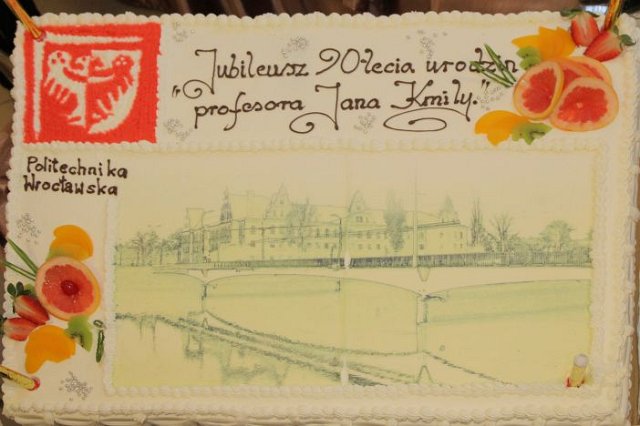 Jubileusz 90-lecia urodzin
"profesora Jana Kmity."
Politechnika
Wrocławska